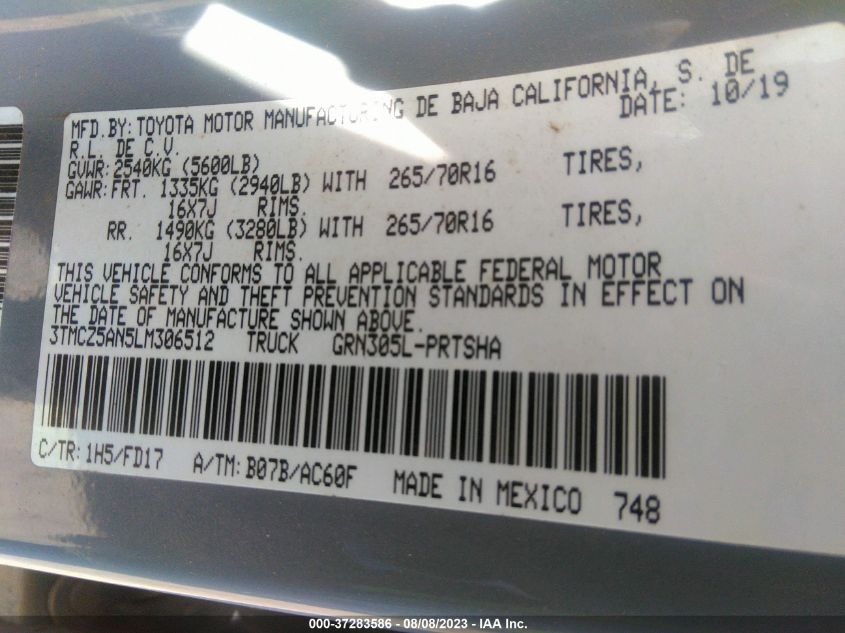 MFD.BY: TOYOTA MOTOR MANUFACTURING DE BAJA CALIFORNIA, S. DE
R.L. DE C.V. DATE: 10/19
GVWR: 2540KG (5600LB)
GAWR: FRT. 1335KG (2940LB) WITH 265/70R16 TIRES,
16X7J RIMS.
RR. 1490KG (3280LB) WITH 265/70R16 TIRES,
16X7J RIMS.
THIS VEHICLE CONFORMS TO ALL APPLICABLE FEDERAL MOTOR
VEHICLE SAFETY AND THEFT PREVENTION STANDARDS IN EFFECT ON
THE DATE OF MANUFACTURE SHOWN ABOVE.
3TMCZ5AN5LM306512 TRUCK GRN305L-PRTSHA
C/TR: 1H5/FD17 A/TM: B07B/AC60F MADE IN MEXICO 748
000-37283586 - 08/08/2023 - IAA Inc.